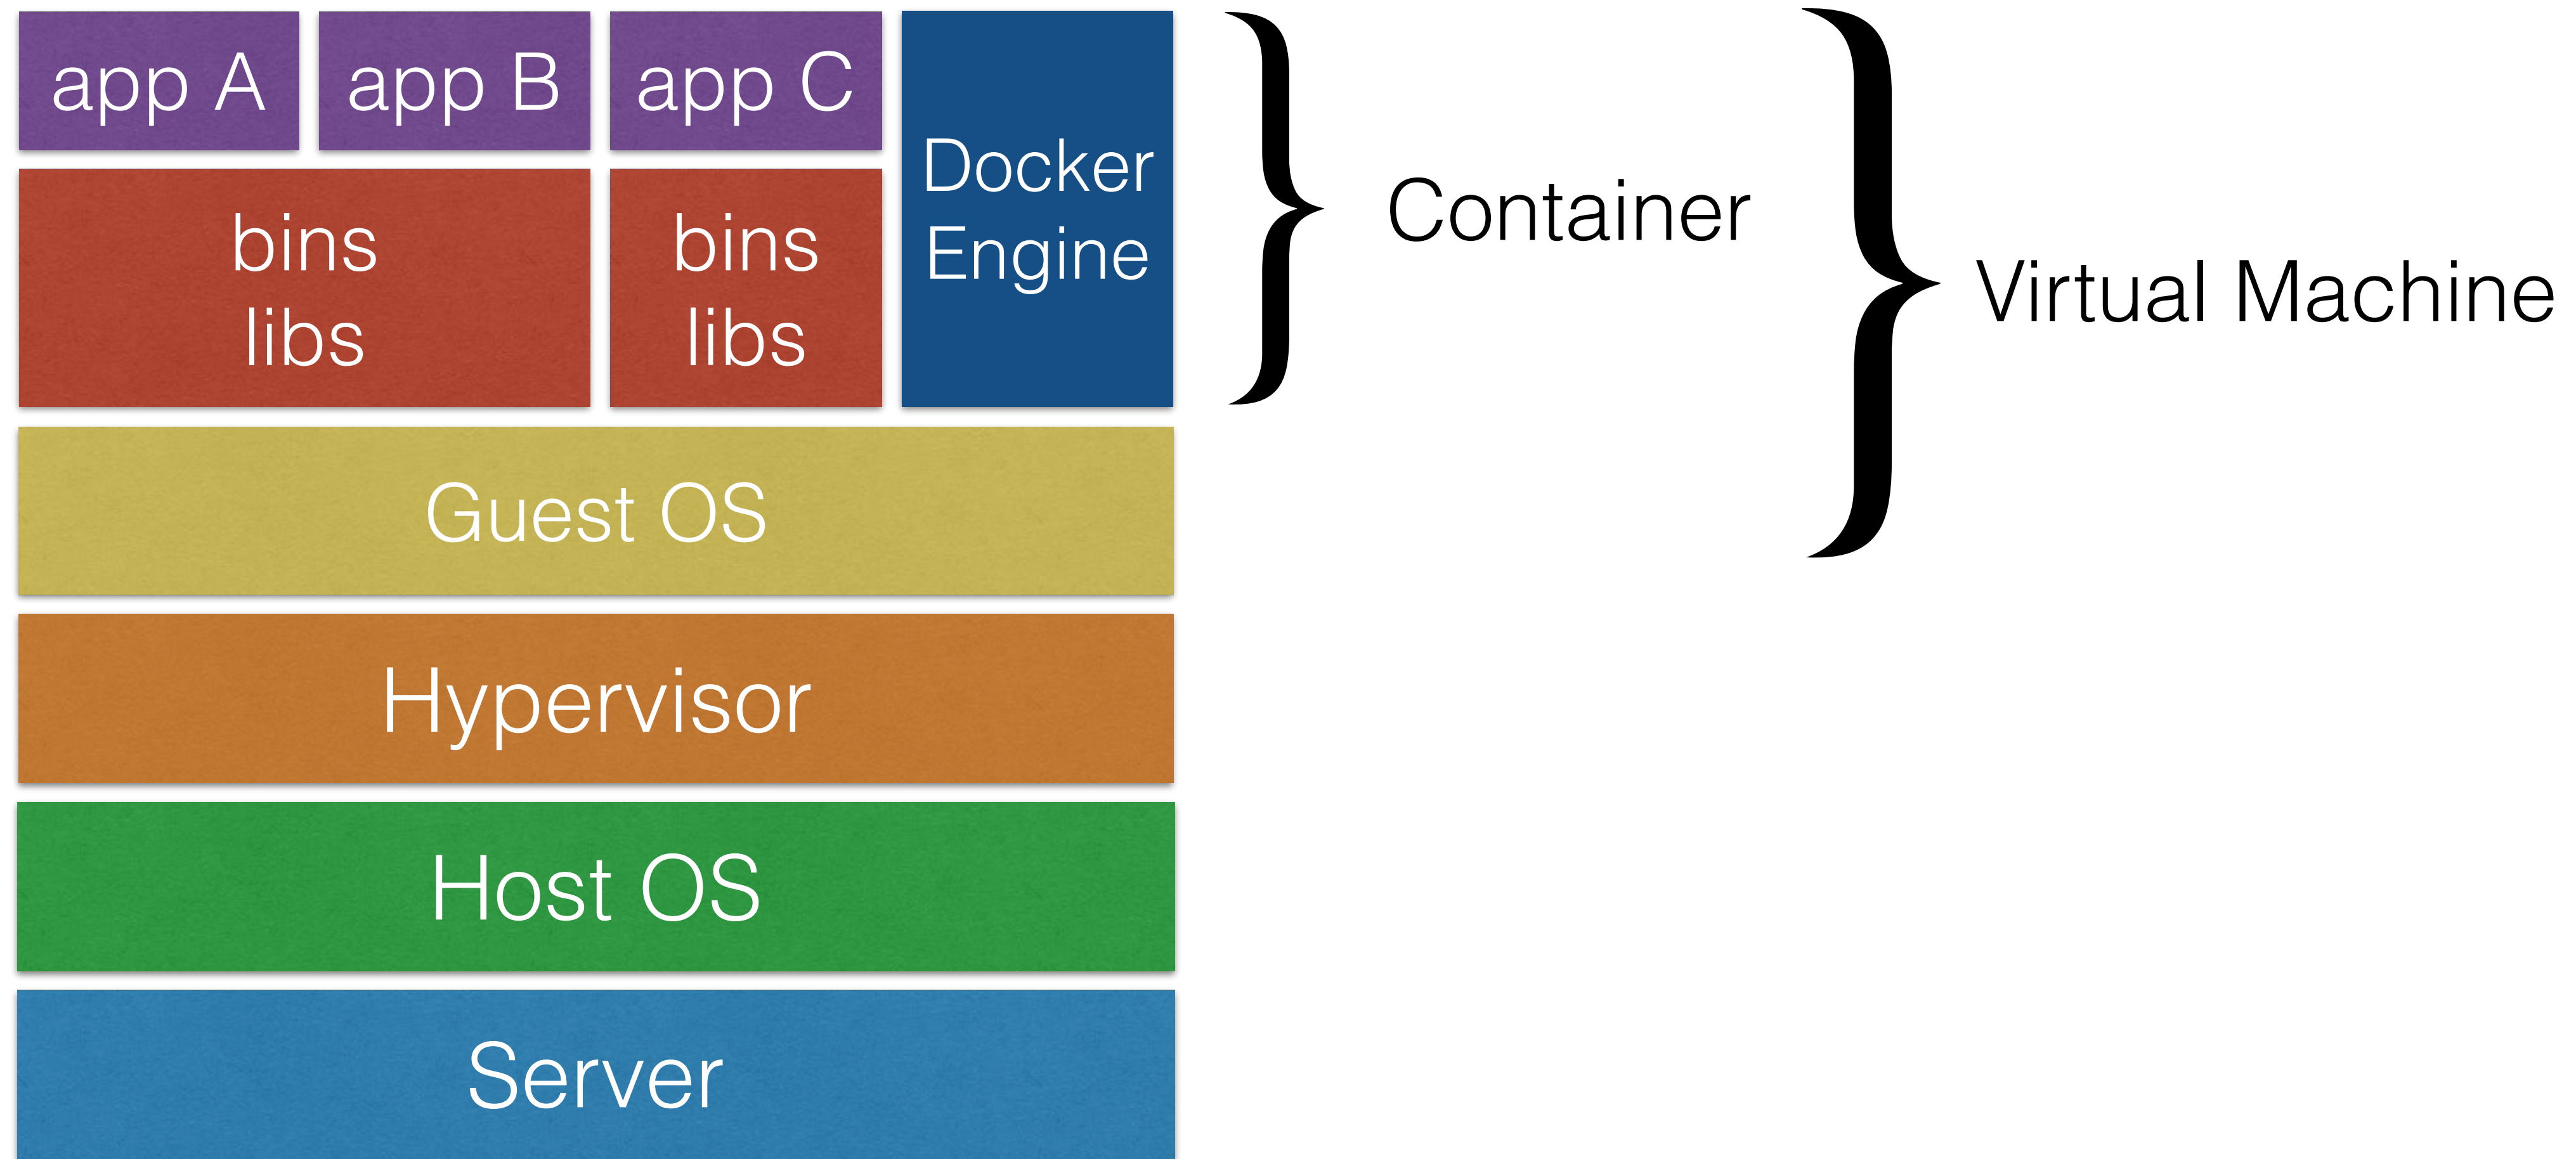 app A
app B
app C
Docker
Engine
bins
libs
bins
libs
Container
Virtual Machine
Guest OS
Hypervisor
Host OS
Server